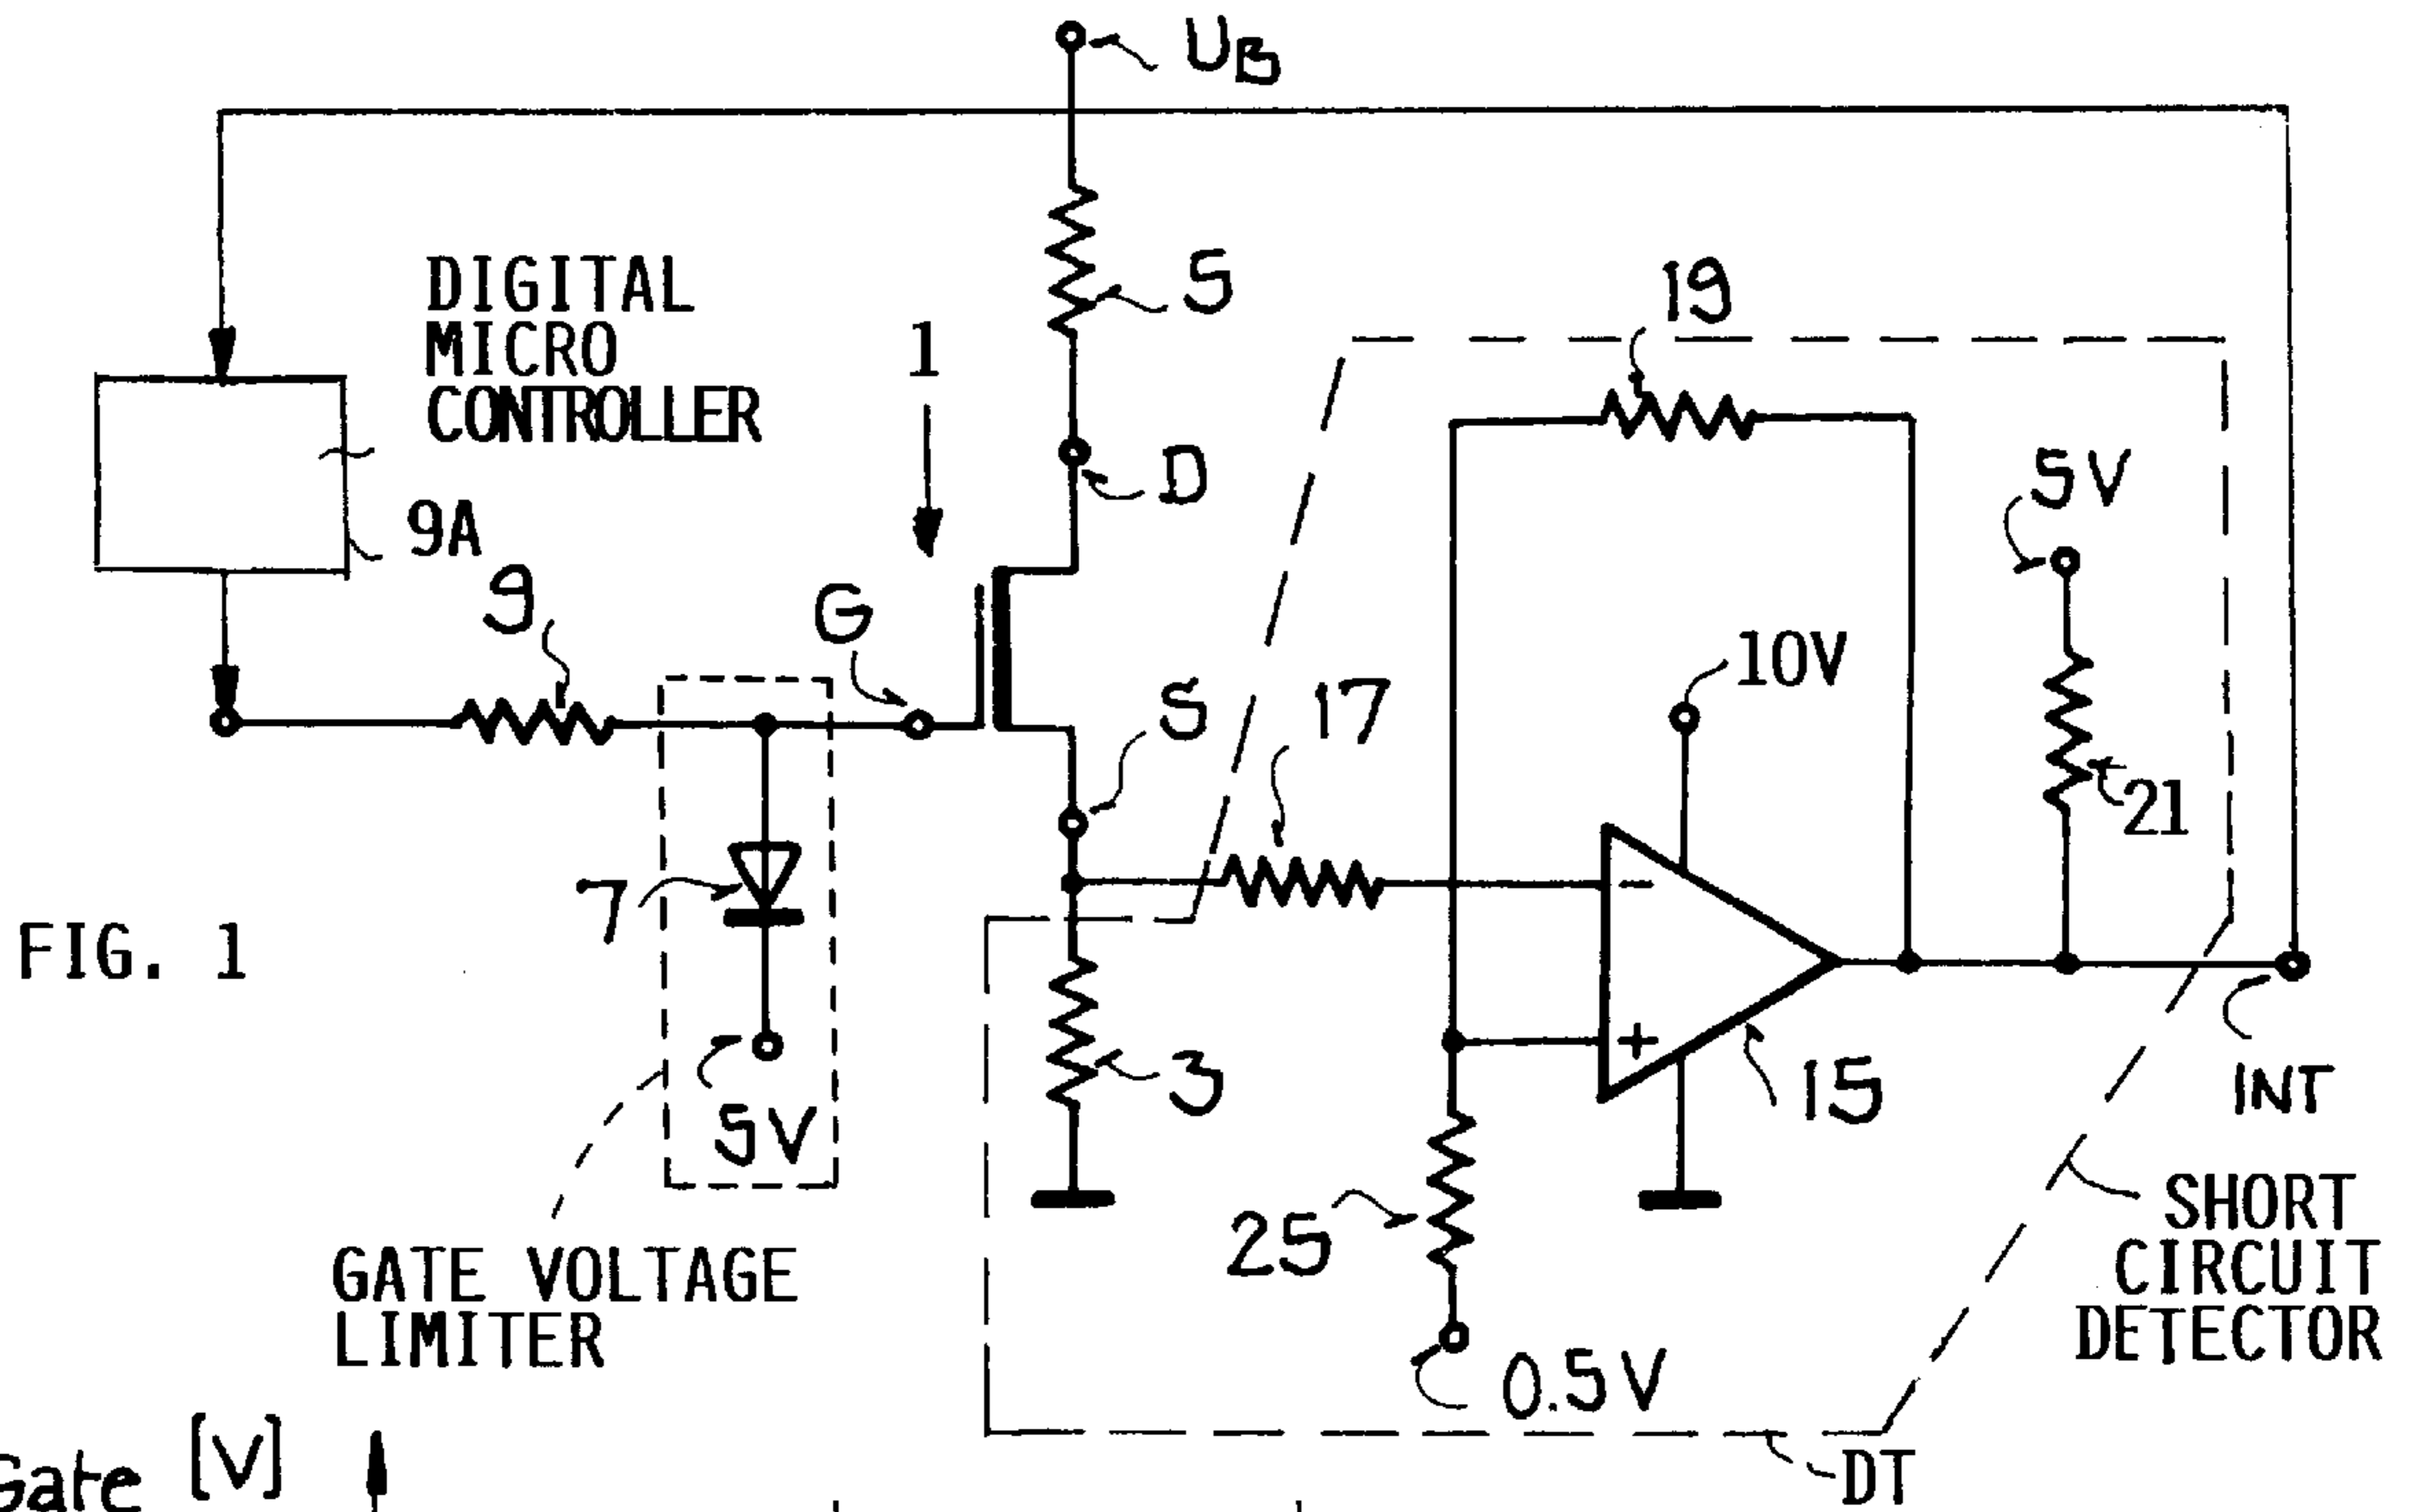 UB
5
19
DIGITAL
MICRO
CONTROLLER
1
D
5V
9A
9
G
10V
S
17
21
7
-
FIG. 1
+
3
15
5V
INT
25
SHORT
CIRCUIT
DETECTOR
GATE VOLTAGE
LIMITER
0.5V
Gate [V]
DT